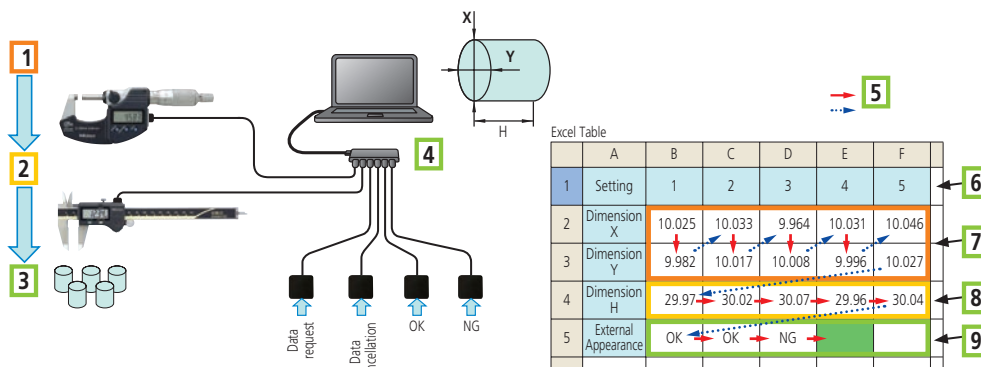 1
2
3
4
X
Y
H
Data
request
Data
OK
NG
5
Excel Table
A B C D E F
1 Setting 1 2 3 4 5
6
2 Dimension X 10.025 10.033 9.964 10.031 10.046
7
3 Dimension Y 9.982 10.017 10.008 9.996 10.027
4 Dimension H 29.97 30.02 30.07 29.96 30.04
8
5 External Appearance OK OK NG
9